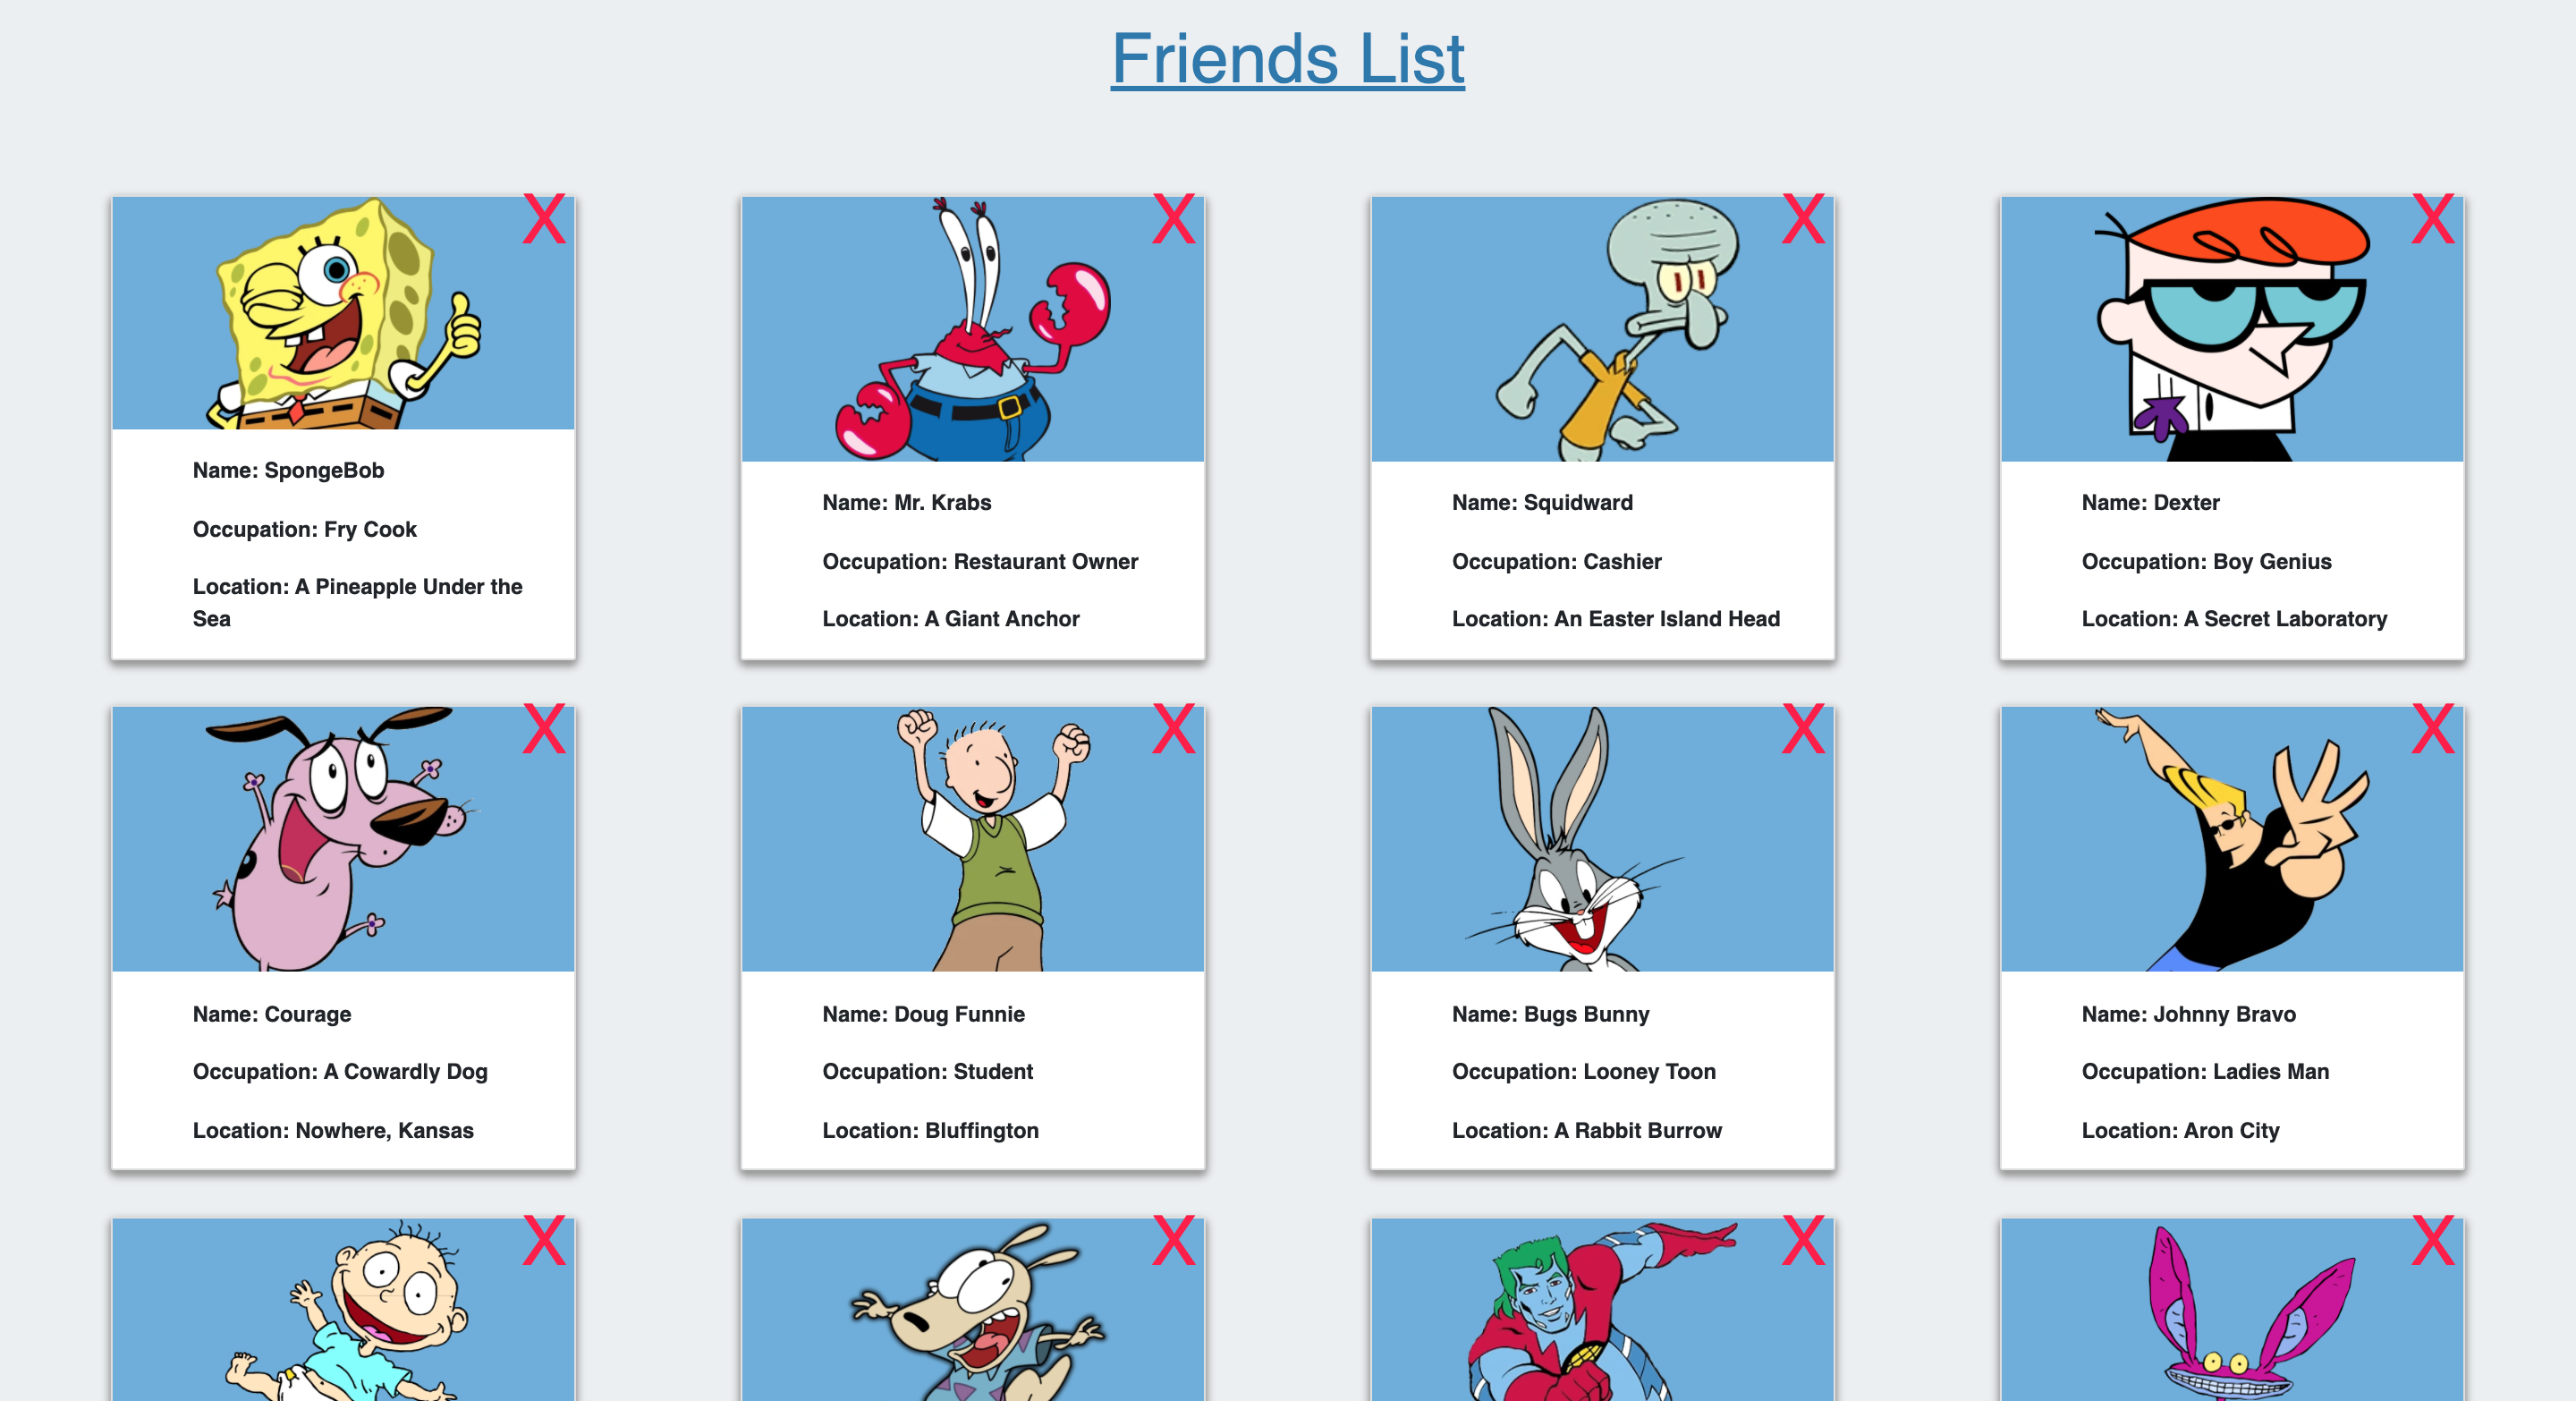 Friends List
X
X
X
X
Name: SpongeBob
Occupation: Fry Cook
Location: A Pineapple Under the
Sea
Name: Mr. Krabs
Occupation: Restaurant Owner
Location: A Giant Anchor
Name: Squidward
Occupation: Cashier
Location: An Easter Island Head
Name: Dexter
Occupation: Boy Genius
Location: A Secret Laboratory
X
X
X
X
Name: Courage
Occupation: A Cowardly Dog
Location: Nowhere, Kansas
Name: Doug Funnie
Occupation: Student
Location: Bluffington
Name: Bugs Bunny
Occupation: Looney Toon
Location: A Rabbit Burrow
Name: Johnny Bravo
Occupation: Ladies Man
Location: Aron City
X
X
X
X